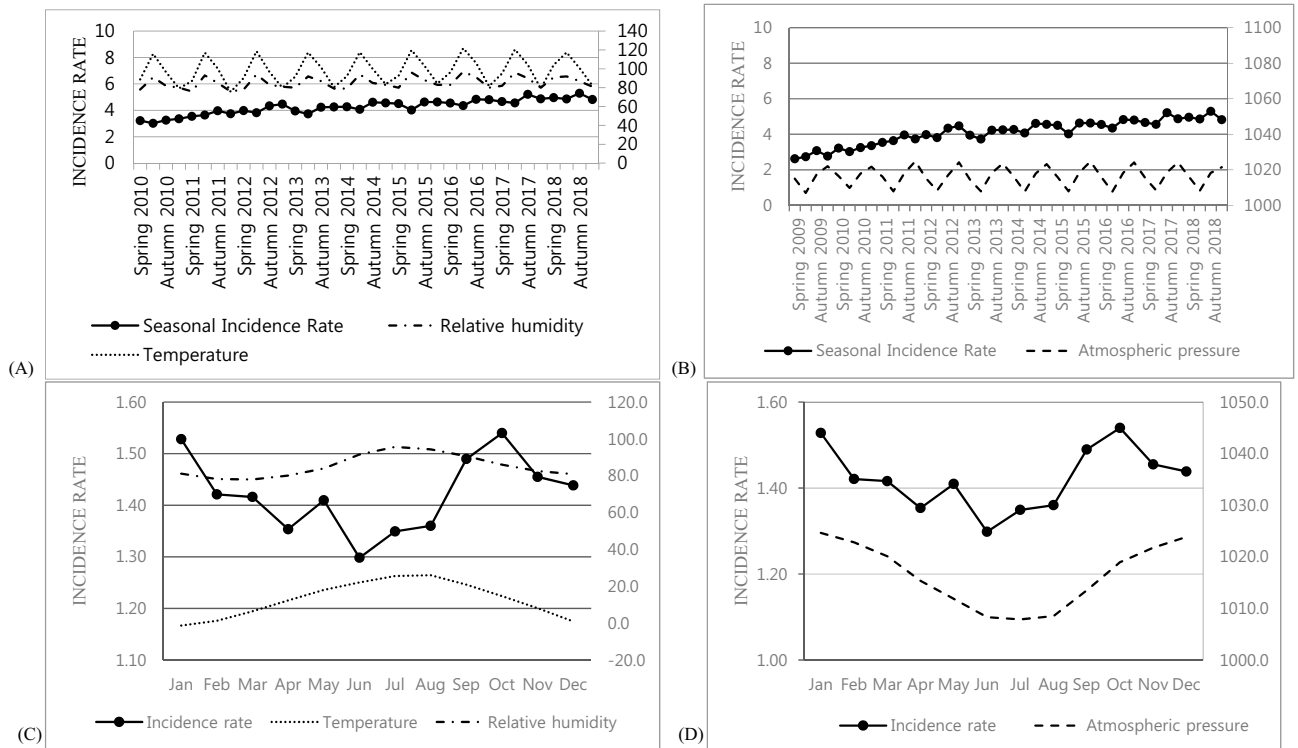 (A)
INCIDENCE RATE
10
8
6
4
2
0
140
120
100
80
60
40
20
0
Spring 2010
Autumn 2010
Spring 2011
Autumn 2011
Spring 2012
Autumn 2012
Spring 2013
Autumn 2013
Spring 2014
Autumn 2014
Spring 2015
Autumn 2015
Spring 2016
Autumn 2016
Spring 2017
Autumn 2017
Spring 2018
Autumn 2018
Seasonal Incidence Rate
Relative humidity
Temperature
(B)
INCIDENCE RATE
10
8
6
4
2
0
1100
1080
1060
1040
1020
1000
Spring 2009
Autumn 2009
Spring 2010
Autumn 2010
Spring 2011
Autumn 2011
Spring 2012
Autumn 2012
Spring 2013
Autumn 2013
Spring 2014
Autumn 2014
Spring 2015
Autumn 2015
Spring 2016
Autumn 2016
Spring 2017
Autumn 2017
Spring 2018
Autumn 2018
Seasonal Incidence Rate
Atmospheric pressure
(C)
INCIDENCE RATE
1.60
1.50
1.40
1.30
1.20
1.10
120.0
100.0
80.0
60.0
40.0
20.0
0.0
-20.0
Jan Feb Mar Apr May Jun Jul Aug Sep Oct Nov Dec
Incidence rate
Temperature
Relative humidity
(D)
INCIDENCE RATE
1.60
1.40
1.20
1.00
1050.0
1040.0
1030.0
1020.0
1010.0
1000.0
Jan Feb Mar Apr May Jun Jul Aug Sep Oct Nov Dec
Incidence rate
Atmospheric pressure